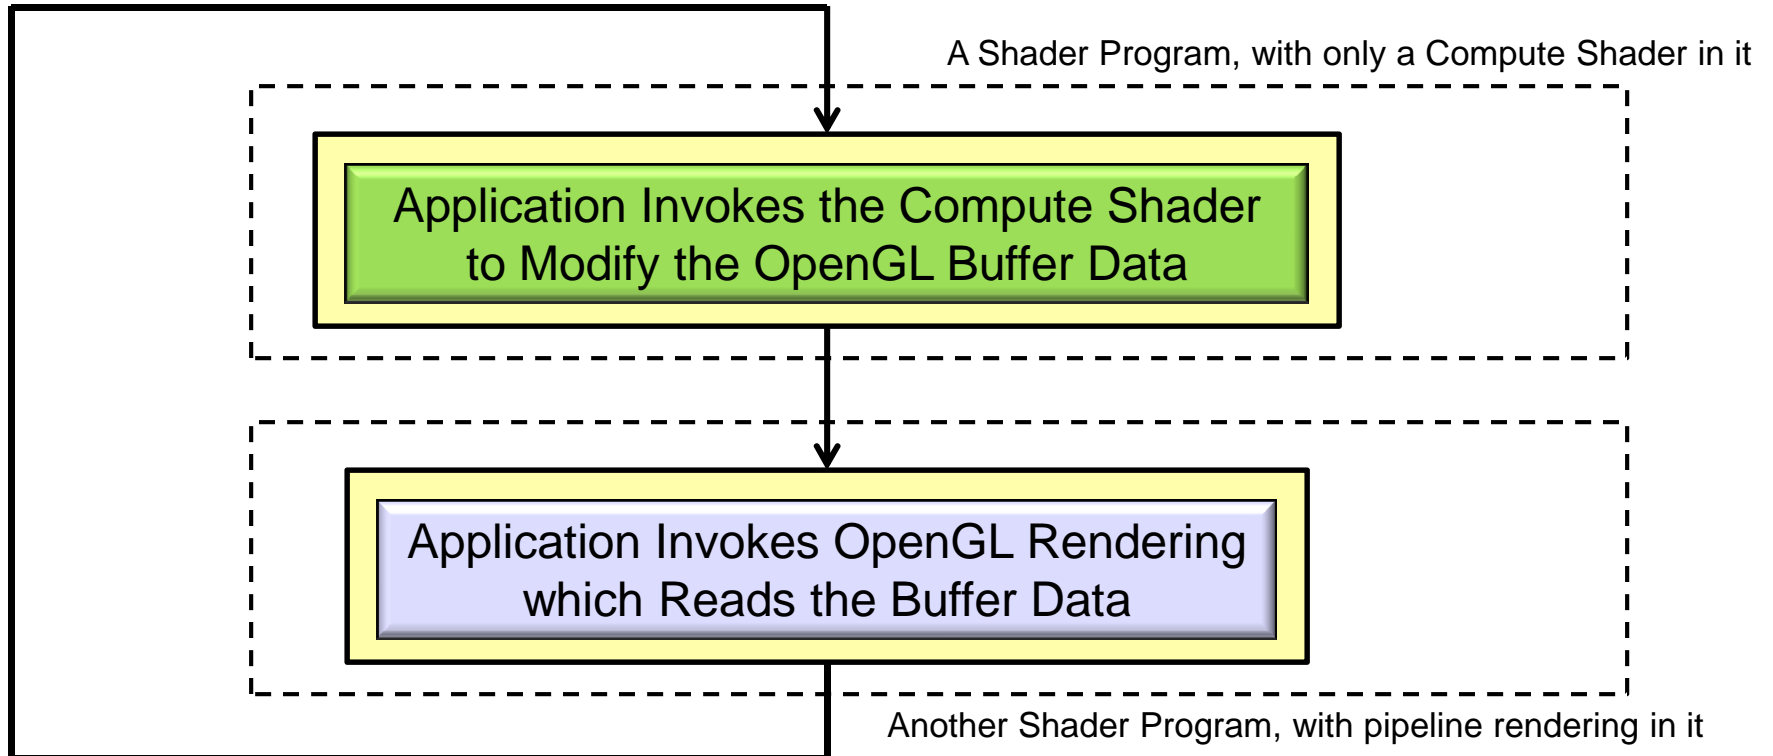 A Shader Program, with only a Compute Shader in it
Application Invokes the Compute Shader
to Modify the OpenGL Buffer Data
Application Invokes OpenGL Rendering
which Reads the Buffer Data
Another Shader Program, with pipeline rendering in it